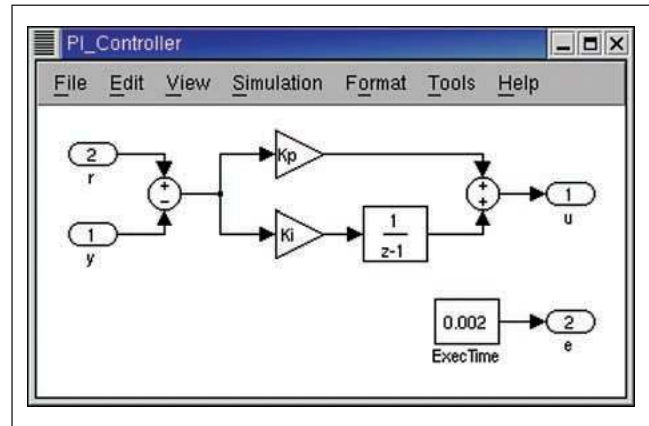 PI_Controller
File Edit View Simulation Format Tools Help
2
r
+
-
1
y
Kp
Ki
1
z-1
+
+
1
u
0.002
ExecTime
2
e